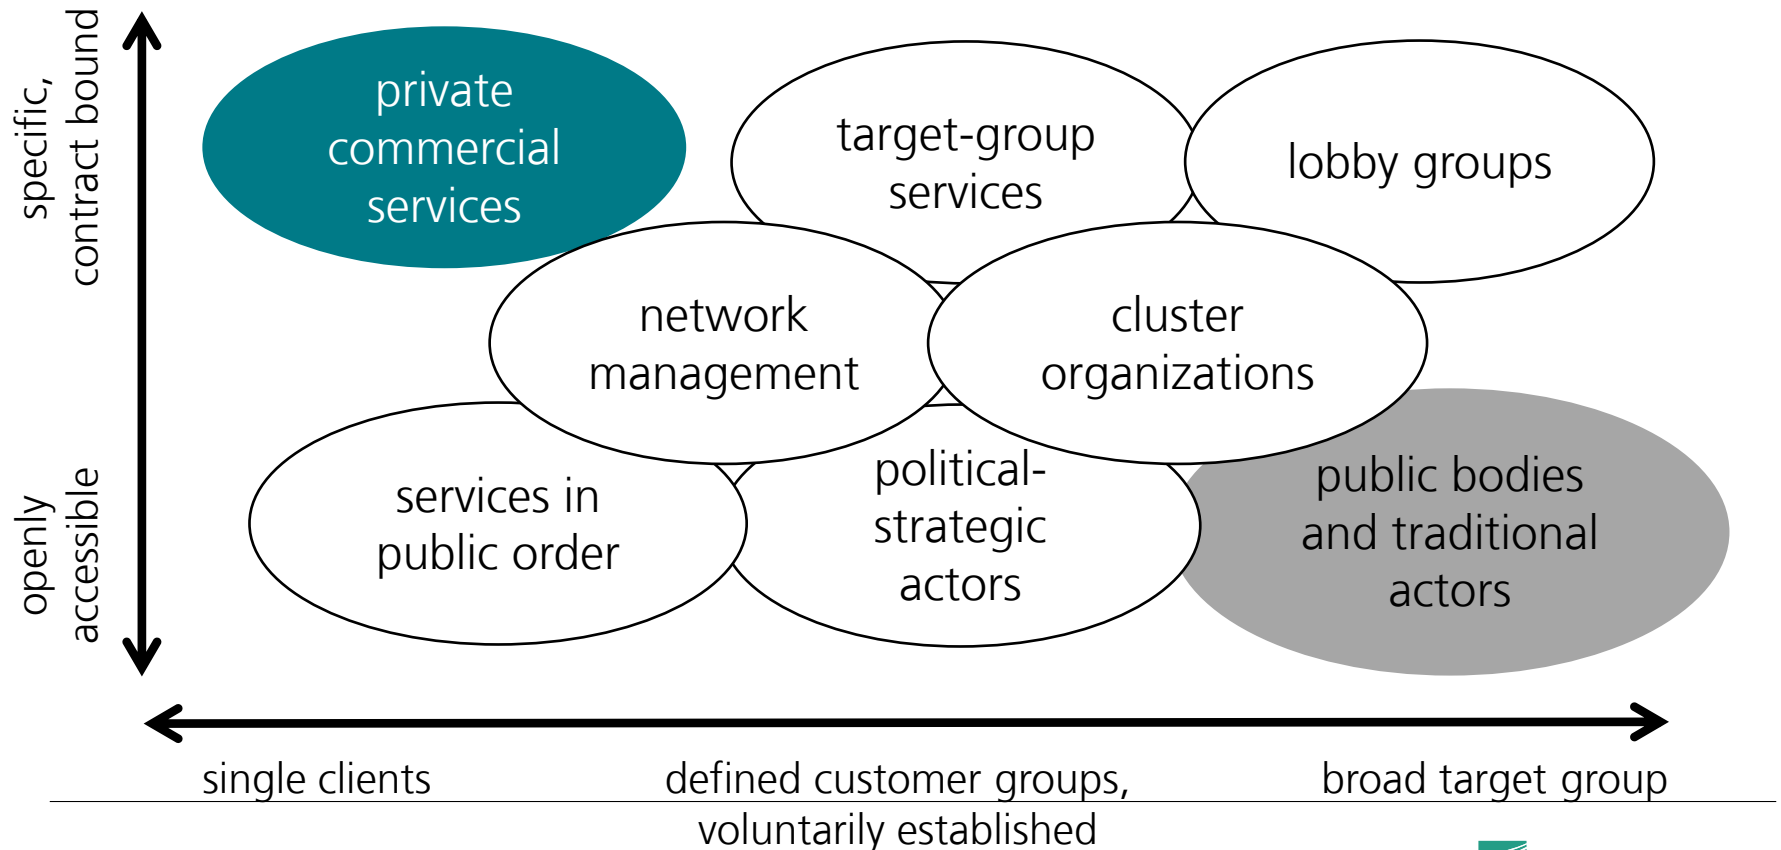 specific,
contract bound
openly
accessible
private
commercial
services
target-group
services
lobby groups
network
management
cluster
organizations
services in
public order
political-
strategic
actors
public bodies
and traditional
actors
single clients
defined customer groups,
voluntarily established
broad target group